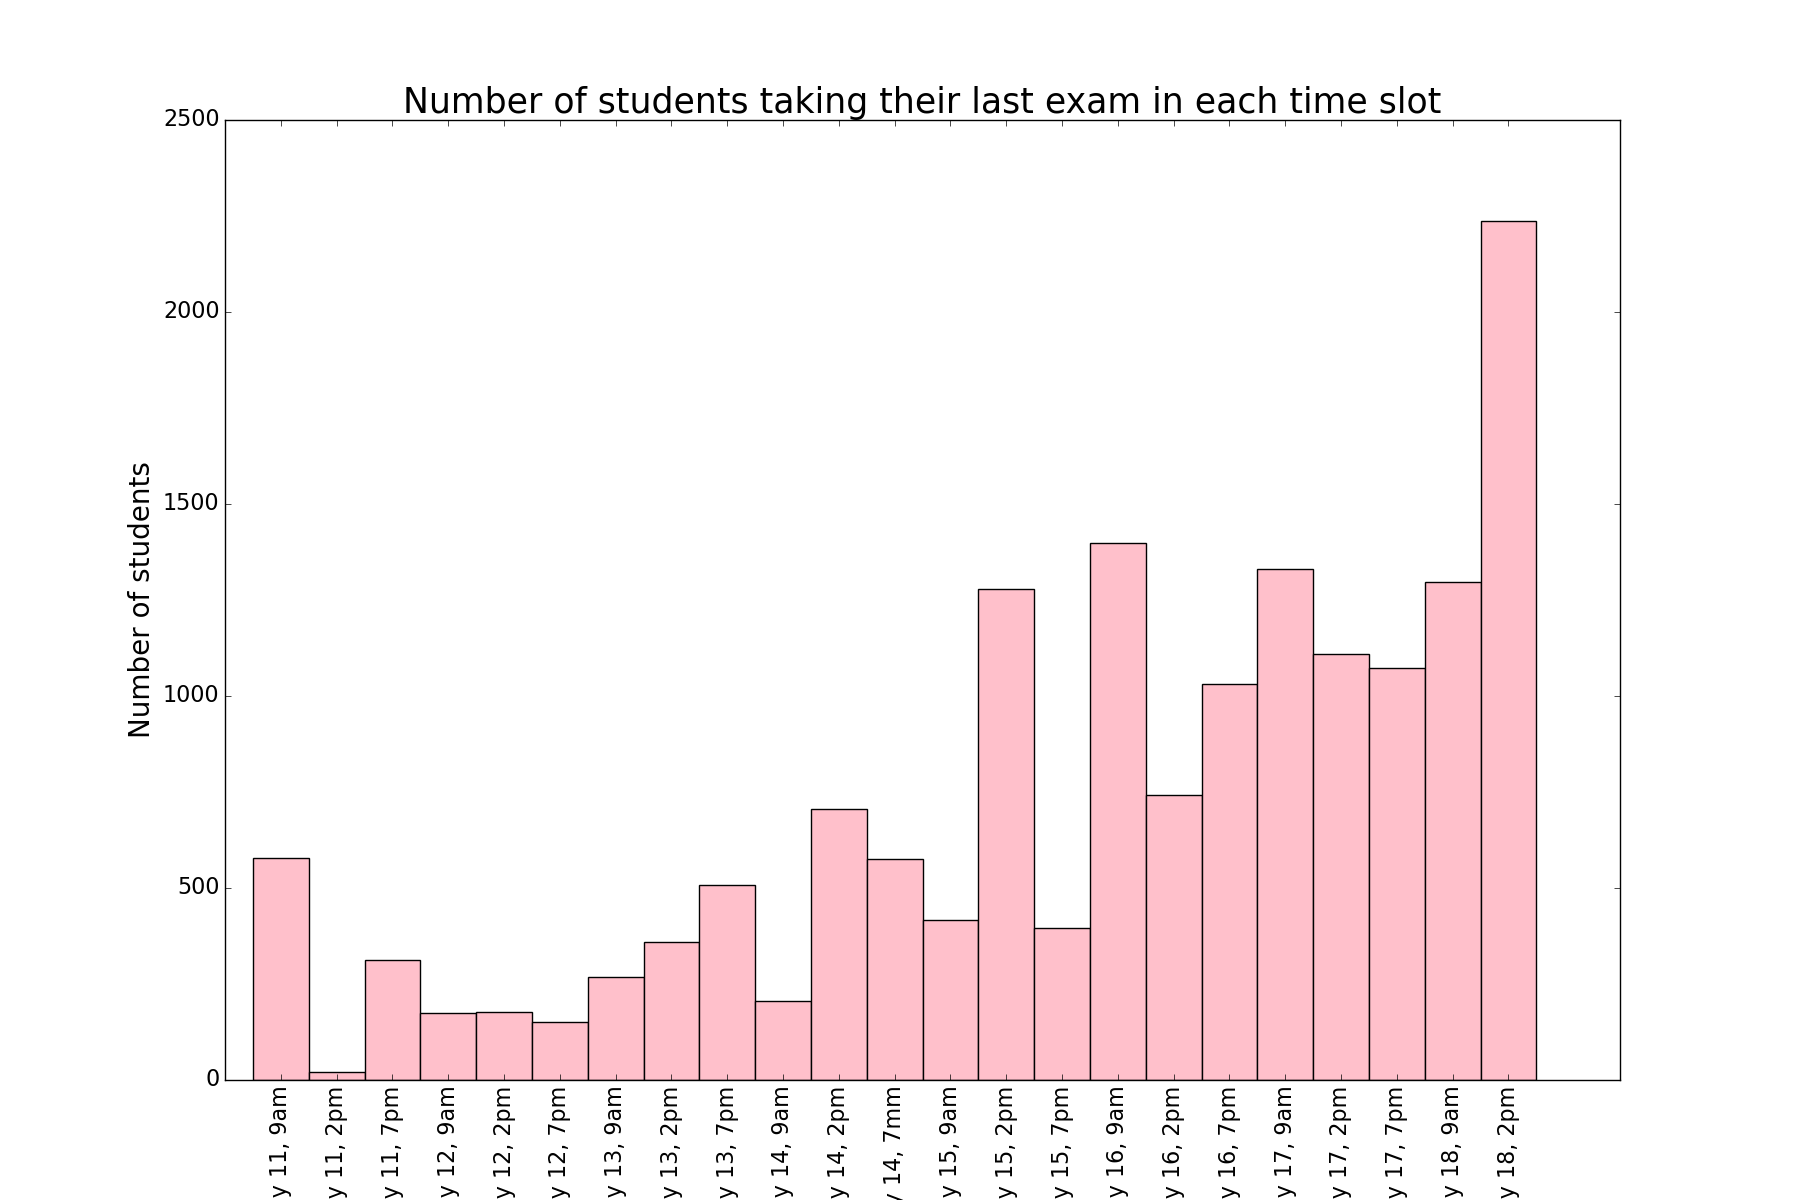 Number of students taking their last exam in each time slot
Number of students
2500
2000
1500
1000
500
0
y 11, 9am
y 11, 2pm
y 11, 7pm
y 12, 9am
y 12, 2pm
y 12, 7pm
y 13, 9am
y 13, 2pm
y 13, 7pm
y 14, 9am
y 14, 2pm
y 14, 7mm
y 15, 9am
y 15, 2pm
y 15, 7pm
y 16, 9am
y 16, 2pm
y 16, 7pm
y 17, 9am
y 17, 2pm
y 17, 7pm
y 18, 9am
y 18, 2pm